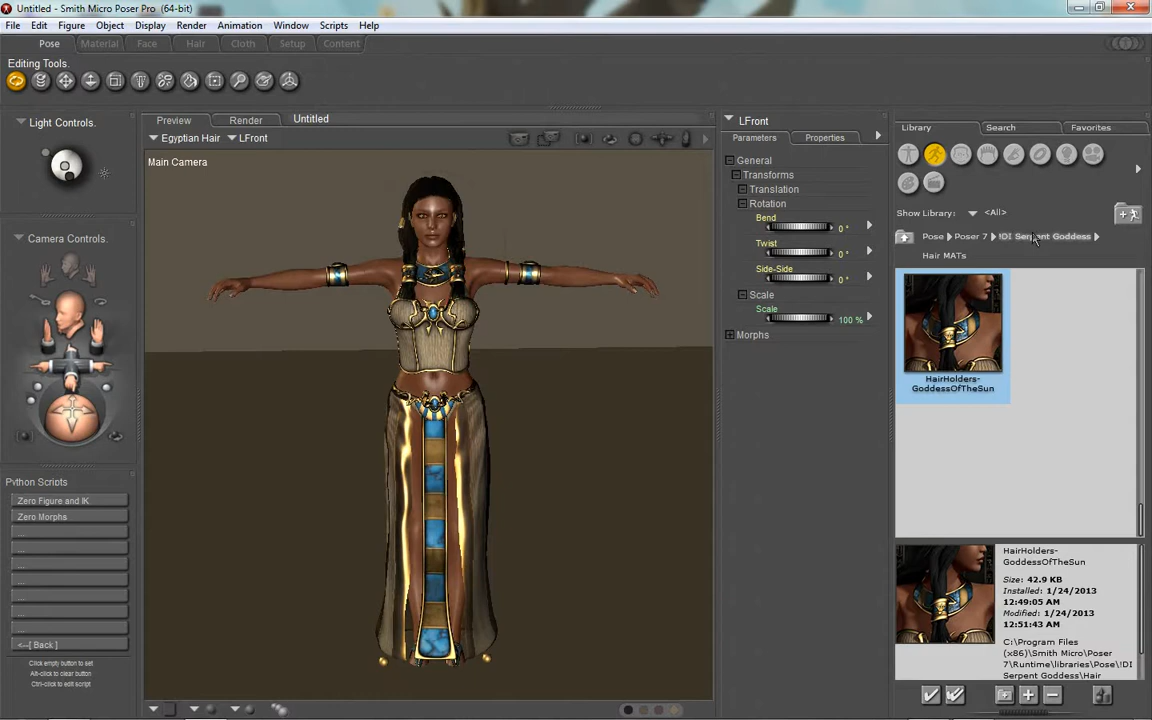 Untitled - Smith Micro Poser Pro (64-bit)
File Edit Figure Object Display Render Animation Window Scripts Help
Pose Material Face Hair Cloth Setup Content
Editing Tools.
Light Controls.
Preview Render Untitled
Egyptian Hair LFront
Main Camera
Camera Controls.
Python Scripts
Zero Figure and IK
Zero Morphs
...
...
...
...
...
...
...
<---[ Back ]
Click empty button to set
Alt-click to clear button
Ctrl-click to edit script
LFront
Parameters Properties
General
Transforms
Translation
Rotation
Bend
0 °
Twist
0 °
Side-Side
0 °
Scale
Scale
100 %
Morphs
Library Search Favorites
Show Library: <All>
Pose Poser 7 !DI Serpent Goddess
Hair MATs
HairHolders-
GoddessOfTheSun
HairHolders-
GoddessOfTheSun
Size: 42.9 KB
Installed: 1/24/2013
12:49:05 AM
Modified: 1/24/2013
12:51:43 AM
C:\Program Files
(x86)\Smith Micro\Poser
7\Runtime\libraries\Pose\!DI
Serpent Goddess\Hair